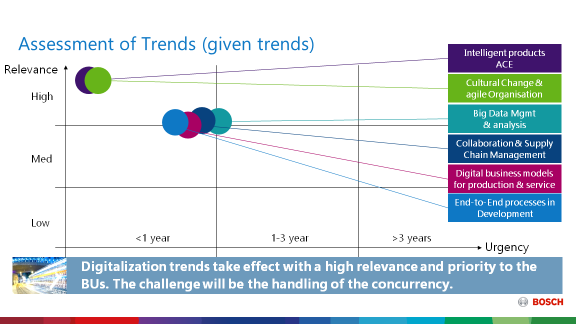 Assessment of Trends (given trends)
Relevance
High
Med
Low
Intelligent products
ACE
Cultural Change &
agile Organisation
Big Data Mgmt
& analysis
Collaboration & Supply
Chain Management
Digital business models
for production & service
End-to-End processes in
Development
<1 year
1-3 year
>3 years
Urgency
Digitalization trends take effect with a high relevance and priority to the
BUs. The challenge will be the handling of the concurrency.
BOSCH